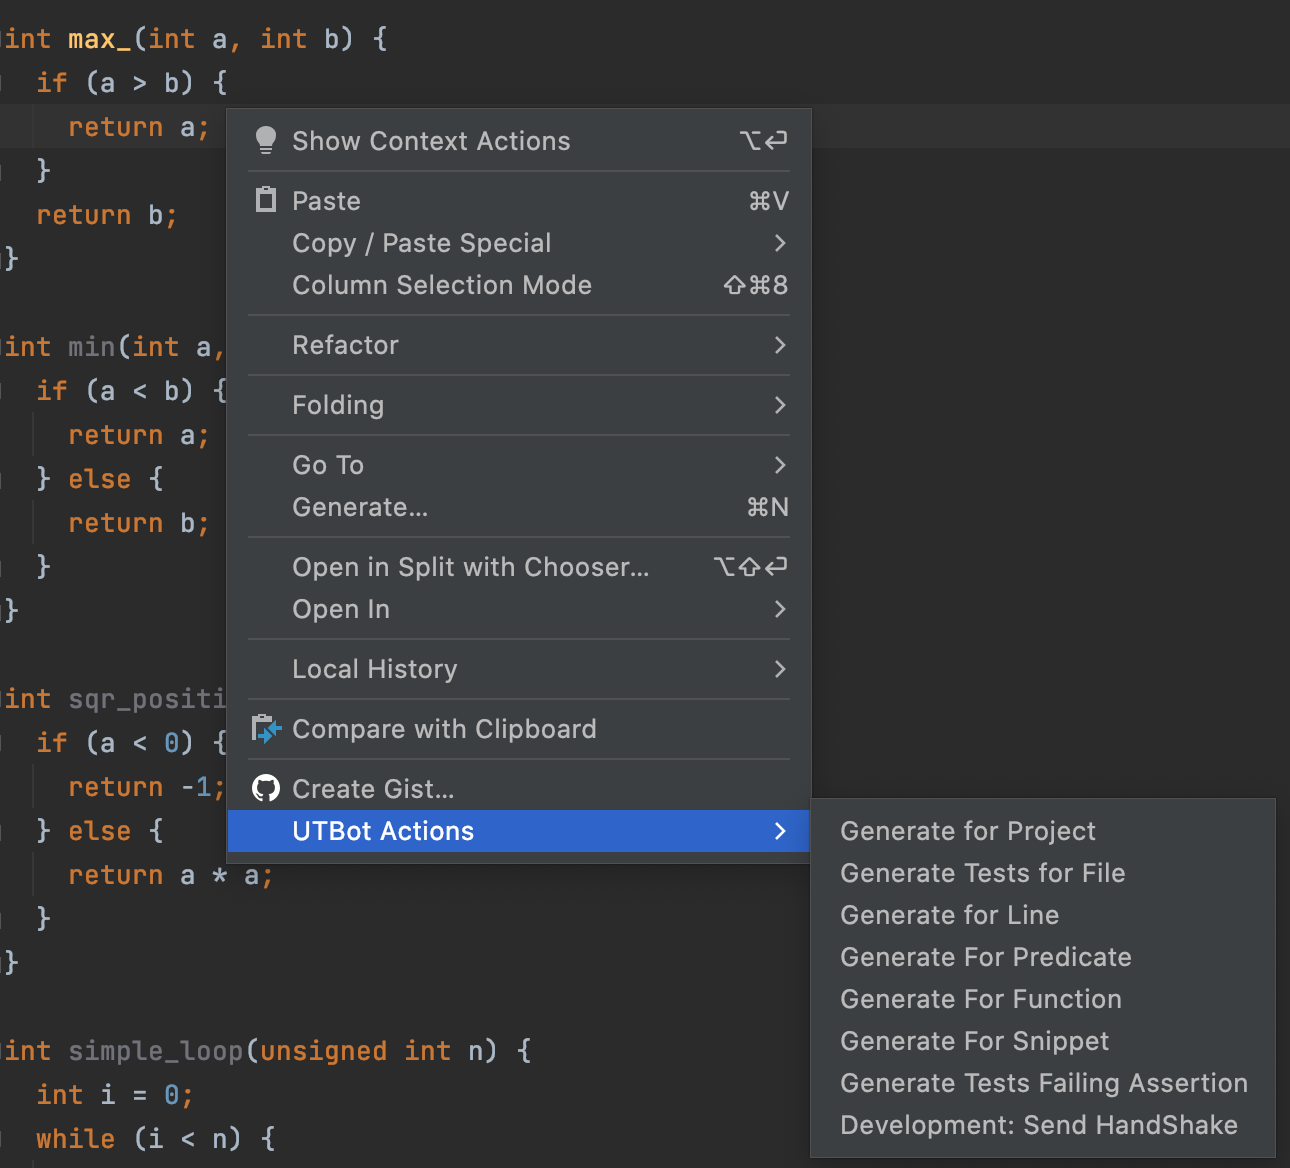 int max_(int a, int b) {
if (a > b) {
return a;
}
return b;
}
int min(int a,
if (a < b) {
return a;
} else {
return b;
}
}
int sqr_positi
if (a < 0) {
return -1;
} else {
return a * a;
}
}
int simple_loop(unsigned int n) {
int i = 0;
while (i < n) {
Show Context Actions ⌥⏎
Paste ⌘V
Copy / Paste Special >
Column Selection Mode ⇧⌘8
Refactor >
Folding >
Go To >
Generate... ⌘N
Open in Split with Chooser... ⌥⇧⏎
Open In >
Local History >
Compare with Clipboard
Create Gist...
UTBot Actions >
Generate for Project
Generate Tests for File
Generate for Line
Generate For Predicate
Generate For Function
Generate For Snippet
Generate Tests Failing Assertion
Development: Send HandShake